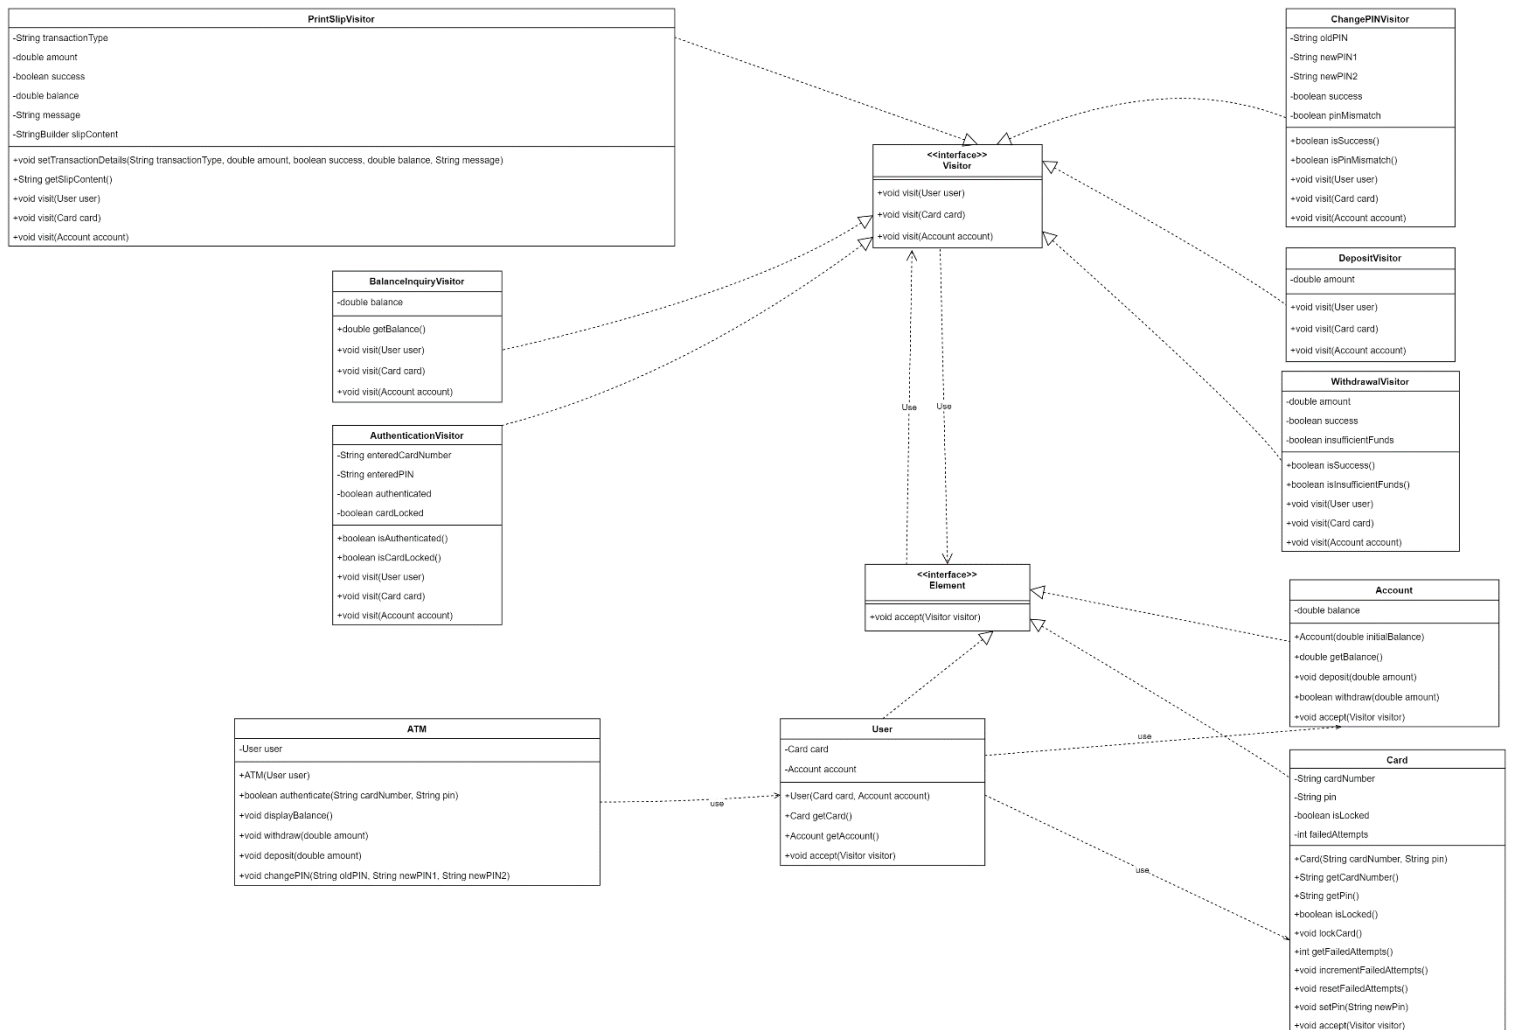 PrintSlipVisitor
-String transactionType
-double amount
-boolean success
-double balance
-String message
-StringBuilder slipContent
+void setTransactionDetails(String transactionType, double amount, boolean success, double balance, String message)
+String getSlipContent()
+void visit(User user)
+void visit(Card card)
+void visit(Account account)
ChangePINVisitor
-String oldPIN
-String newPIN1
-String newPIN2
-boolean success
-boolean pinMismatch
+boolean isSuccess()
+boolean isPinMismatch()
+void visit(User user)
+void visit(Card card)
+void visit(Account account)
<<interface>>
Visitor
+void visit(User user)
+void visit(Card card)
+void visit(Account account)
BalanceInquiryVisitor
-double balance
+double getBalance()
+void visit(User user)
+void visit(Card card)
+void visit(Account account)
DepositVisitor
-double amount
+void visit(User user)
+void visit(Card card)
+void visit(Account account)
WithdrawalVisitor
-double amount
-boolean success
-boolean insufficientFunds
+boolean isSuccess()
+boolean isInsufficientFunds()
+void visit(User user)
+void visit(Card card)
+void visit(Account account)
Use
Use
AuthenticationVisitor
-String enteredCardNumber
-String enteredPIN
-boolean authenticated
-boolean cardLocked
+boolean isAuthenticated()
+boolean isCardLocked()
+void visit(User user)
+void visit(Card card)
+void visit(Account account)
<<interface>>
Element
+void accept(Visitor visitor)
Account
-double balance
+Account(double initialBalance)
+double getBalance()
+void deposit(double amount)
+boolean withdraw(double amount)
+void accept(Visitor visitor)
ATM
-User user
+ATM(User user)
+boolean authenticate(String cardNumber, String pin)
+void displayBalance()
+void withdraw(double amount)
+void deposit(double amount)
+void changePIN(String oldPIN, String newPIN1, String newPIN2)
use
User
-Card card
-Account account
+User(Card card, Account account)
+Card getCard()
+Account getAccount()
+void accept(Visitor visitor)
use
use
Card
-String cardNumber
-String pin
-boolean isLocked
-int failedAttempts
+Card(String cardNumber, String pin)
+String getCardNumber()
+String getPin()
+boolean isLocked()
+void lockCard()
+int getFailedAttempts()
+void incrementFailedAttempts()
+void resetFailedAttempts()
+void setPin(String newPin)
+void accept(Visitor visitor)